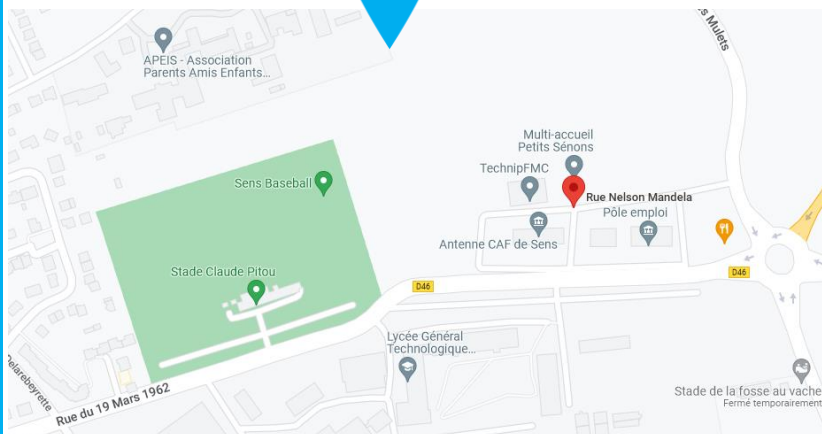 s Mulets
APEIS - Association
Parents Amis Enfants...
Multi-accueil
Petits Sénons
TechnipFMC
Sens Baseball
Rue Nelson Mandela
Pôle emploi
Antenne CAF de Sens
Stade Claude Pitou
D46
D46
Lycée Général
Technologique...
Delarebeyrette
Rue du 19 Mars 1962
Stade de la fosse au vache
Fermé temporairement